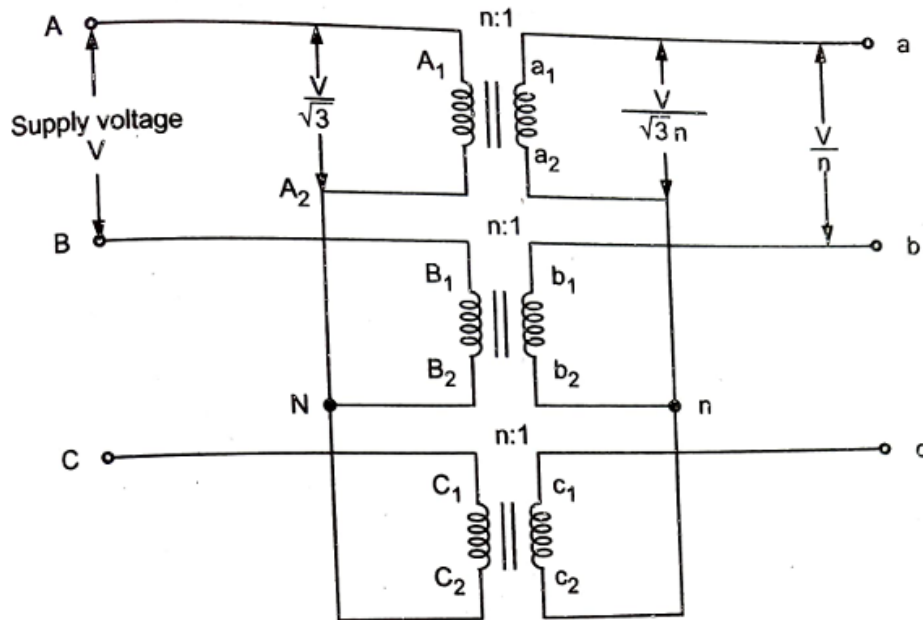 A
n:1
a
A₁
a₁
V/√3
V/√3 n
Supply voltage
V
V/n
a₂
A₂
n:1
B
b
B₁
b₁
B₂
b₂
N
n
n:1
C
C₁
c₁
C₂
c₂